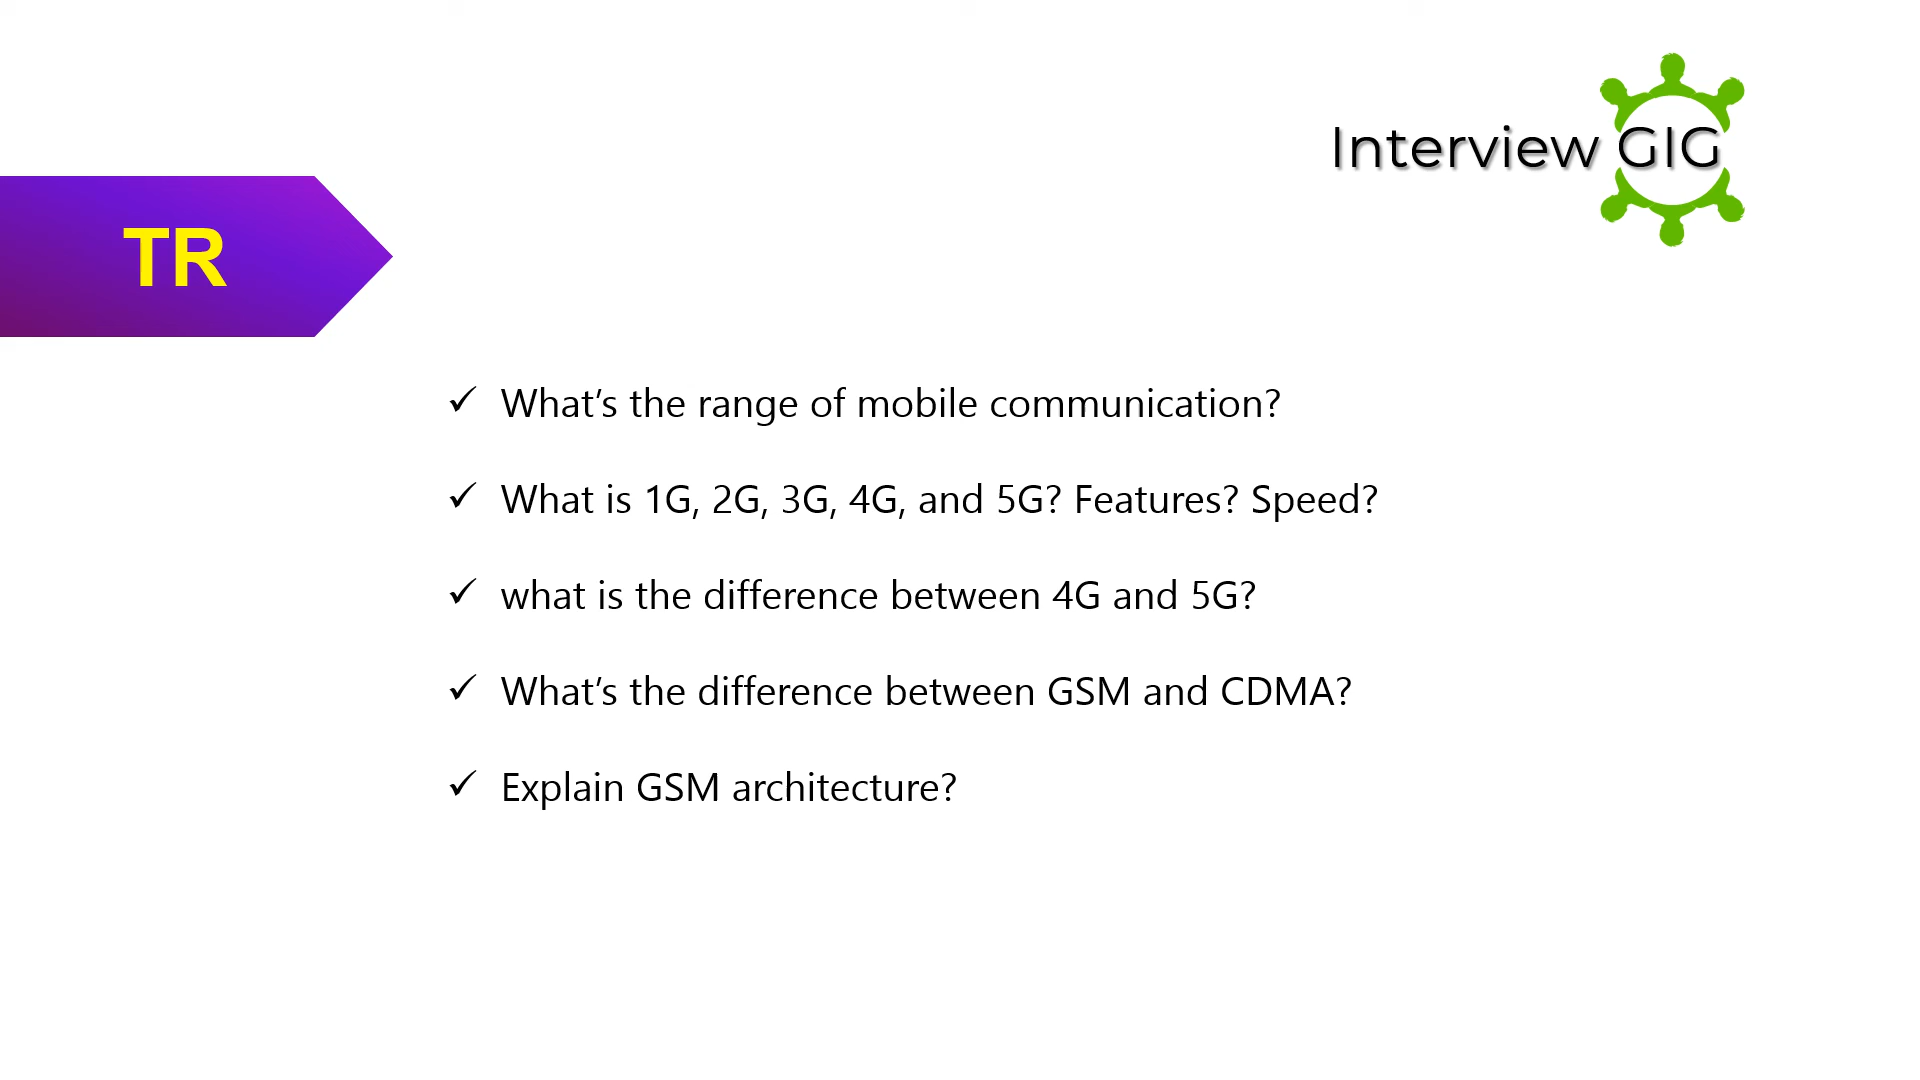 Interview GIG
TR
✓ What’s the range of mobile communication?
✓ What is 1G, 2G, 3G, 4G, and 5G? Features? Speed?
✓ what is the difference between 4G and 5G?
✓ What’s the difference between GSM and CDMA?
✓ Explain GSM architecture?